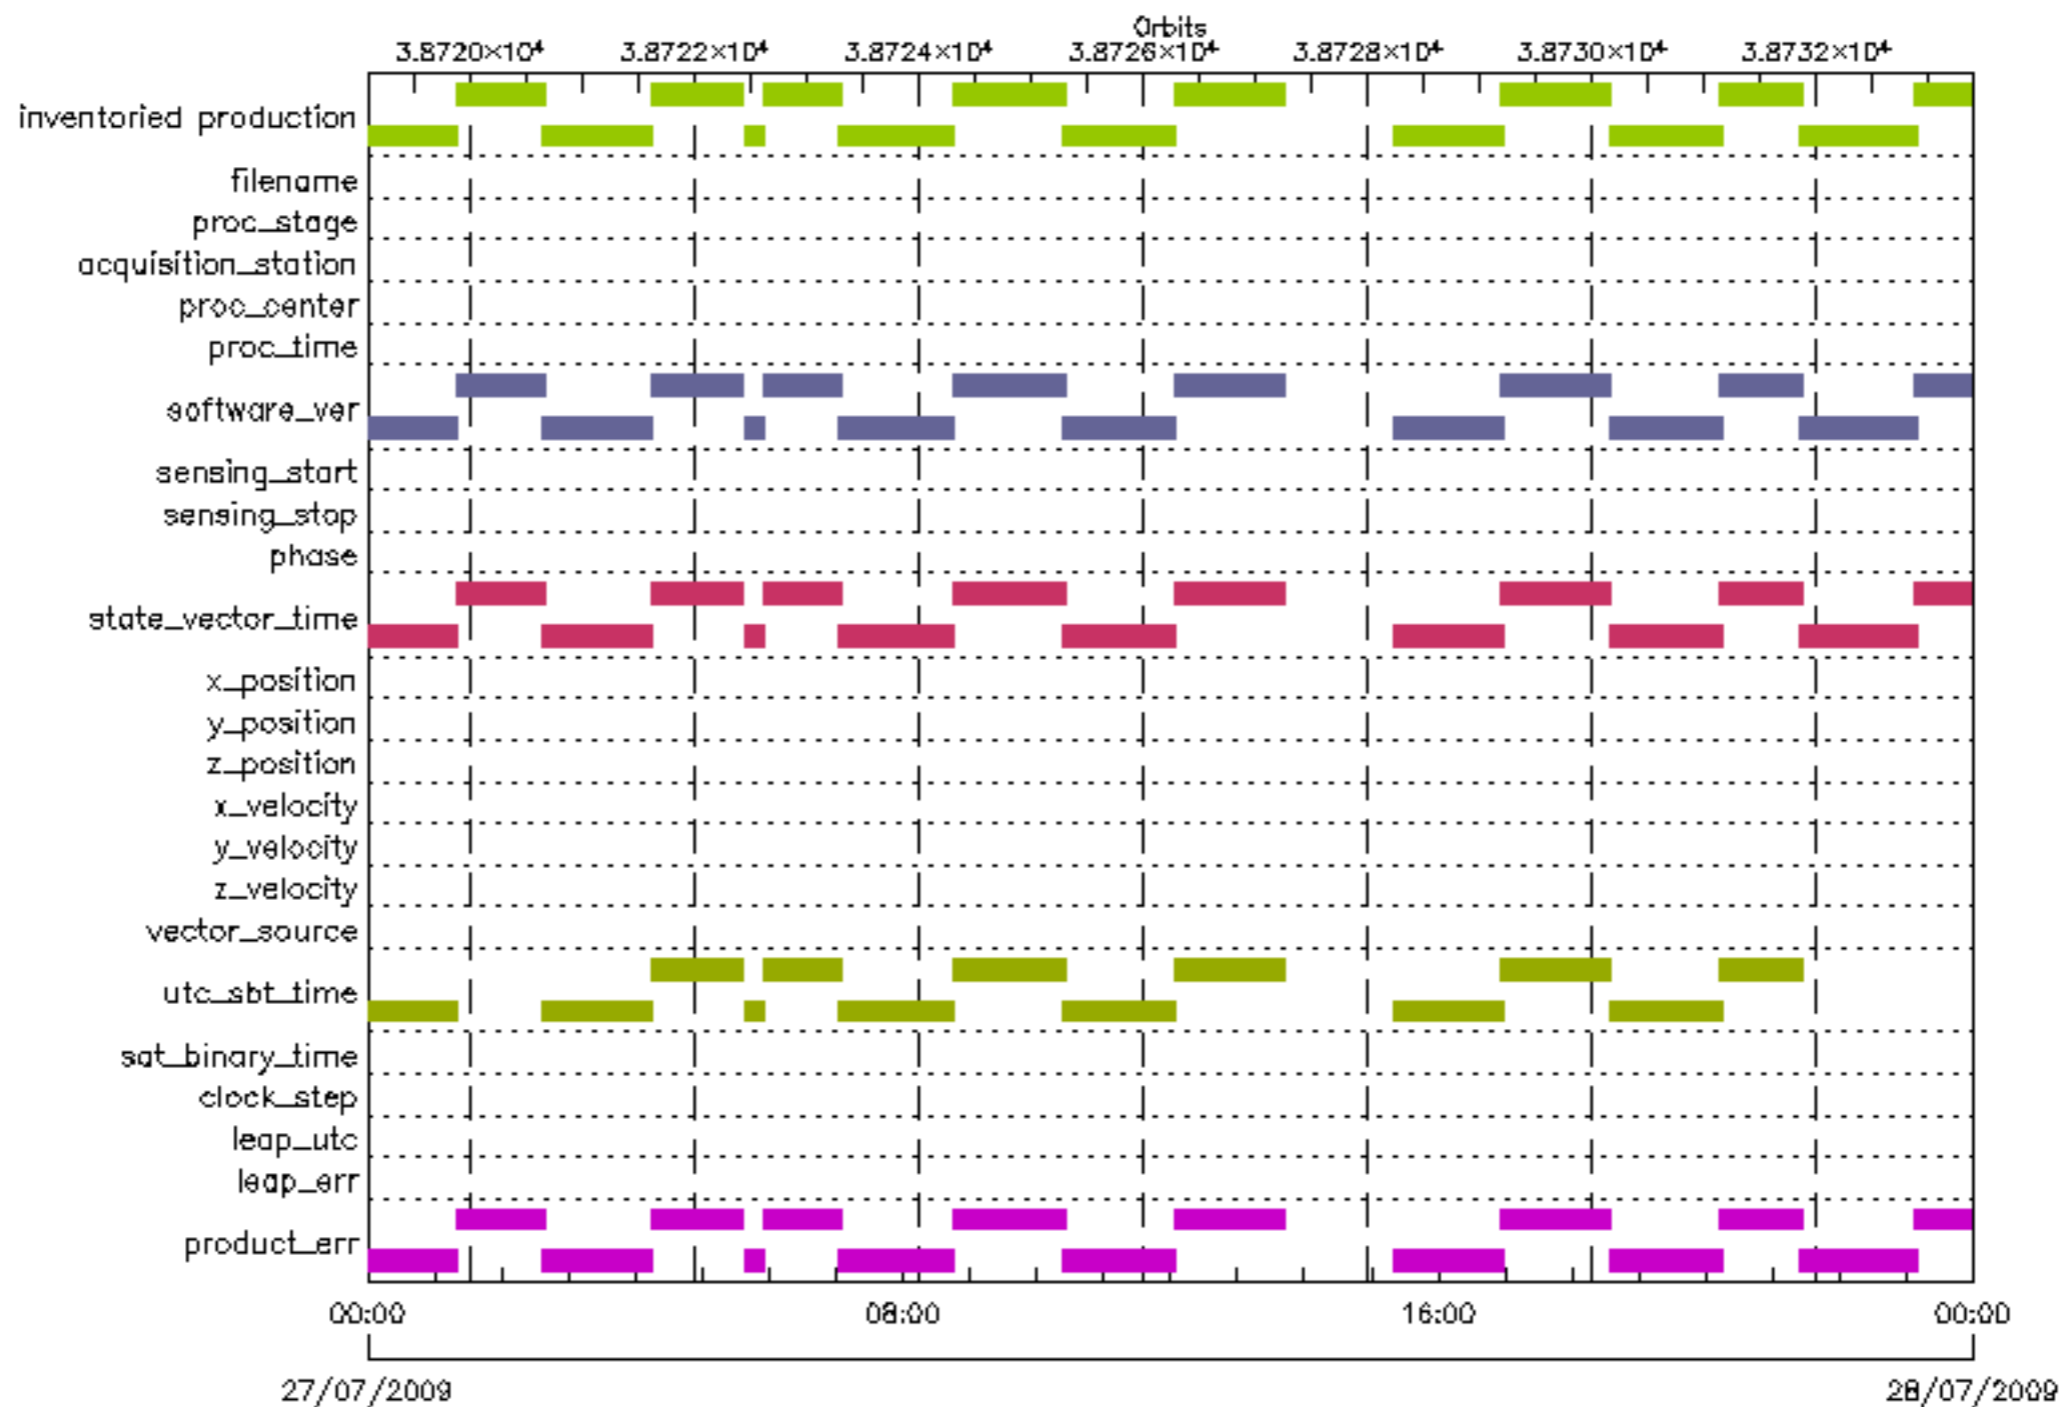 Orbits
3.8720×10⁴ 3.8722×10⁴ 3.8724×10⁴ 3.8726×10⁴ 3.8728×10⁴ 3.8730×10⁴ 3.8732×10⁴
inventoried production
filename
proc_stage
acquisition_station
proc_center
proc_time
software_ver
sensing_start
sensing_stop
phase
state_vector_time
x_position
y_position
z_position
x_velocity
y_velocity
z_velocity
vector_source
utc_sbt_time
sat_binary_time
clock_step
leap_utc
leap_err
product_err
00:00 08:00 16:00 00:00
27/07/2009 28/07/2009